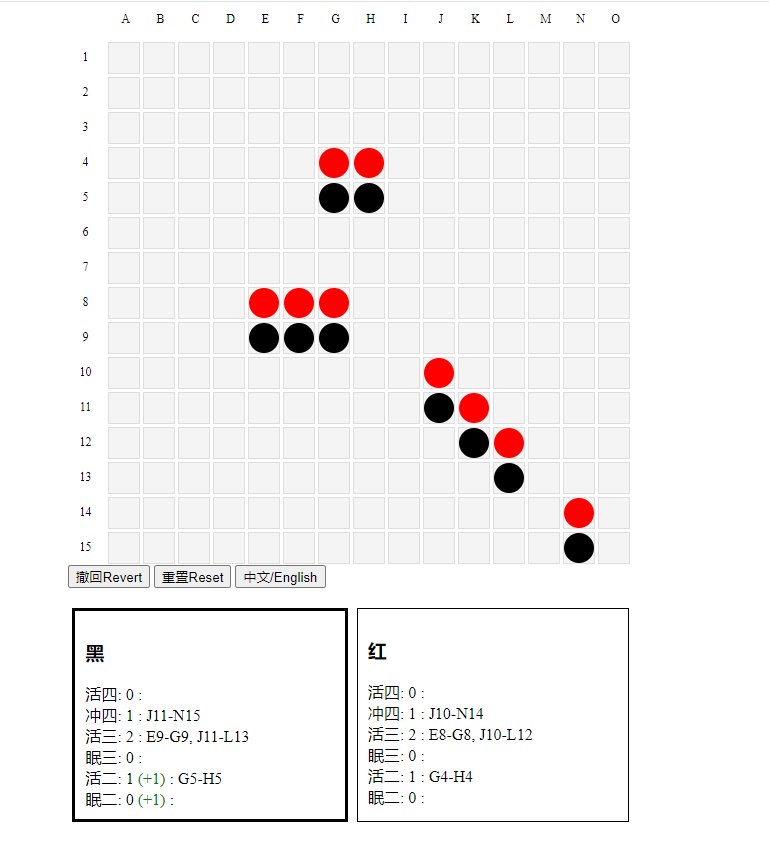 A B C D E F G H I J K L M N O
1
2
3
4
5
6
7
8
9
10
11
12
13
14
15
撤回Revert 重置Reset 中文/English
黑
活四: 0 :
冲四: 1 : J11-N15
活三: 2 : E9-G9, J11-L13
眠三: 0 :
活二: 1 (+1) : G5-H5
眠二: 0 (+1) :
红
活四: 0 :
冲四: 1 : J10-N14
活三: 2 : E8-G8, J10-L12
眠三: 0 :
活二: 1 : G4-H4
眠二: 0 :